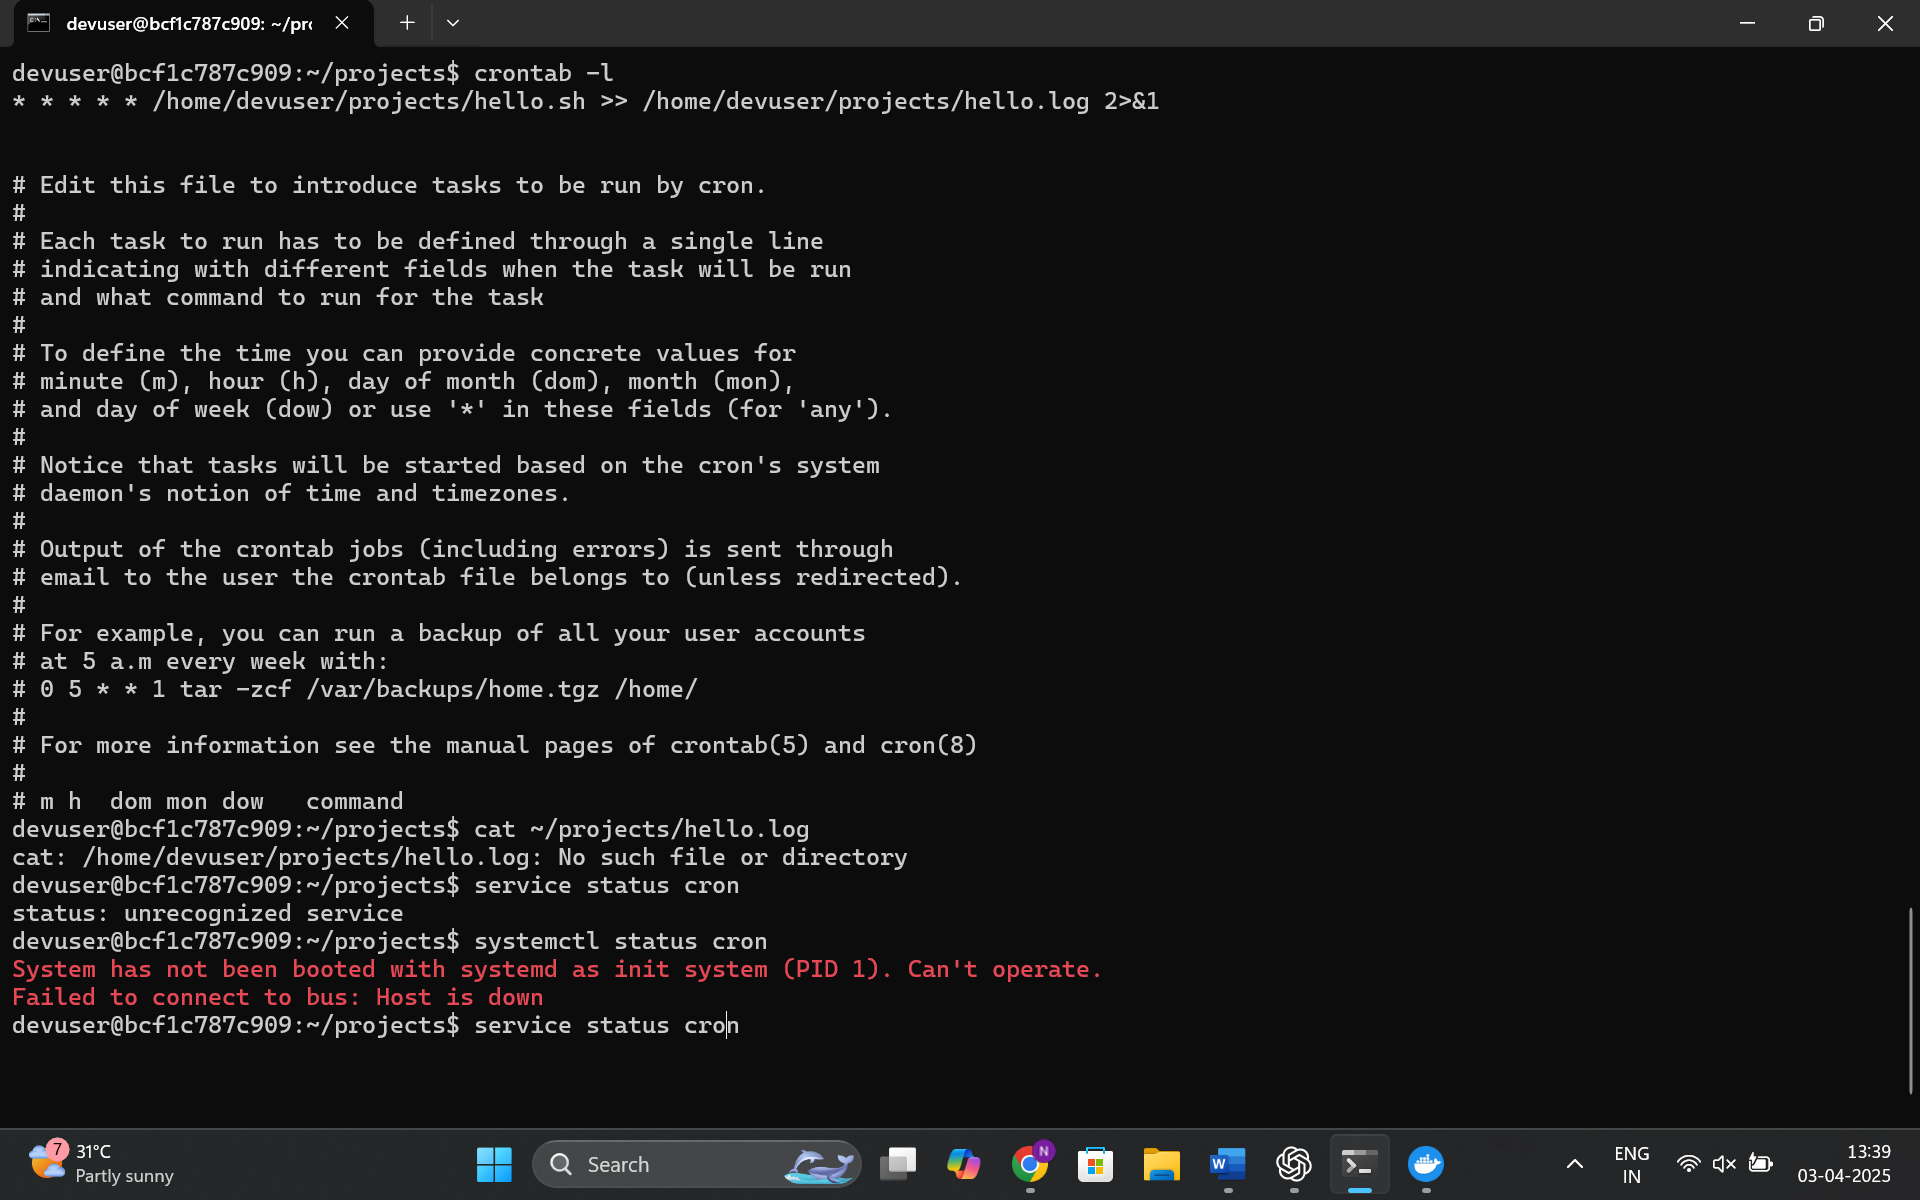 devuser@bcf1c787c909: ~/pro
devuser@bcf1c787c909:~/projects$ crontab -l
* * * * * /home/devuser/projects/hello.sh >> /home/devuser/projects/hello.log 2>&1
# Edit this file to introduce tasks to be run by cron.
#
# Each task to run has to be defined through a single line
# indicating with different fields when the task will be run
# and what command to run for the task
#
# To define the time you can provide concrete values for
# minute (m), hour (h), day of month (dom), month (mon),
# and day of week (dow) or use '*' in these fields (for 'any').
#
# Notice that tasks will be started based on the cron's system
# daemon's notion of time and timezones.
#
# Output of the crontab jobs (including errors) is sent through
# email to the user the crontab file belongs to (unless redirected).
#
# For example, you can run a backup of all your user accounts
# at 5 a.m every week with:
# 0 5 * * 1 tar -zcf /var/backups/home.tgz /home/
#
# For more information see the manual pages of crontab(5) and cron(8)
#
# m h  dom mon dow   command
devuser@bcf1c787c909:~/projects$ cat ~/projects/hello.log
cat: /home/devuser/projects/hello.log: No such file or directory
devuser@bcf1c787c909:~/projects$ service status cron
status: unrecognized service
devuser@bcf1c787c909:~/projects$ systemctl status cron
System has not been booted with systemd as init system (PID 1). Can't operate.
Failed to connect to bus: Host is down
devuser@bcf1c787c909:~/projects$ service status cron
7
31°C
Partly sunny
Search
N
W
ENG
IN
13:39
03-04-2025